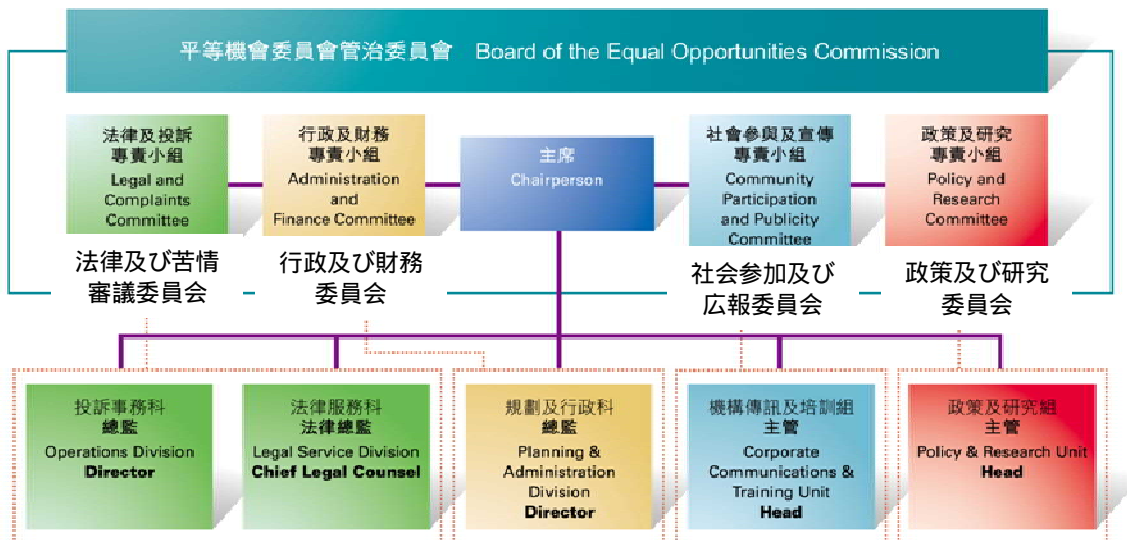 平等機會委員會管治委員會 Board of the Equal Opportunities Commission
法律及投訴
專責小組
Legal and
Complaints
Committee
行政及財務
專責小組
Administration
and
Finance Committee
主席
Chairperson
社會參與及宣傳
專責小組
Community
Participation
and Publicity
Committee
政策及研究
專責小組
Policy and
Research
Committee
法律及び苦情
審議委員会
行政及び財務
委員会
社会参加及び
広報委員会
政策及び研究
委員会
投訴事務科
總監
Operations Division
Director
法律服務科
法律總監
Legal Service Division
Chief Legal Counsel
規劃及行政科
總監
Planning &
Administration
Division
Director
機構傳訊及培訓組
主管
Corporate
Communications &
Training Unit
Head
政策及研究組
主管
Policy & Research Unit
Head